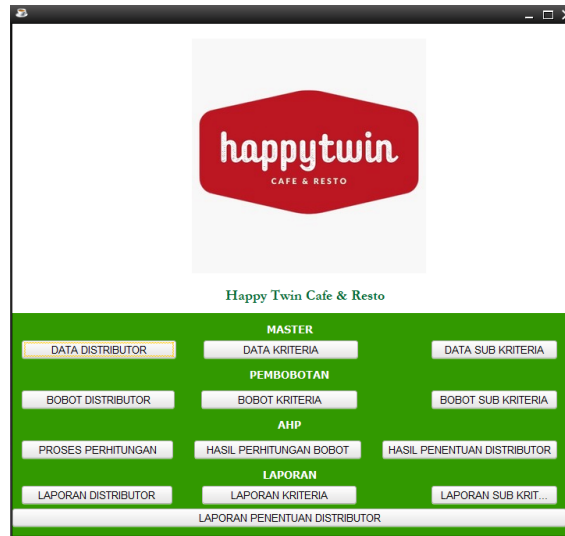 happytwin
CAFE & RESTO
Happy Twin Cafe & Resto
MASTER
DATA DISTRIBUTOR DATA KRITERIA DATA SUB KRITERIA
PEMBOBOTAN
BOBOT DISTRIBUTOR BOBOT KRITERIA BOBOT SUB KRITERIA
AHP
PROSES PERHITUNGAN HASIL PERHITUNGAN BOBOT HASIL PENENTUAN DISTRIBUTOR
LAPORAN
LAPORAN DISTRIBUTOR LAPORAN KRITERIA LAPORAN SUB KRIT...
LAPORAN PENENTUAN DISTRIBUTOR